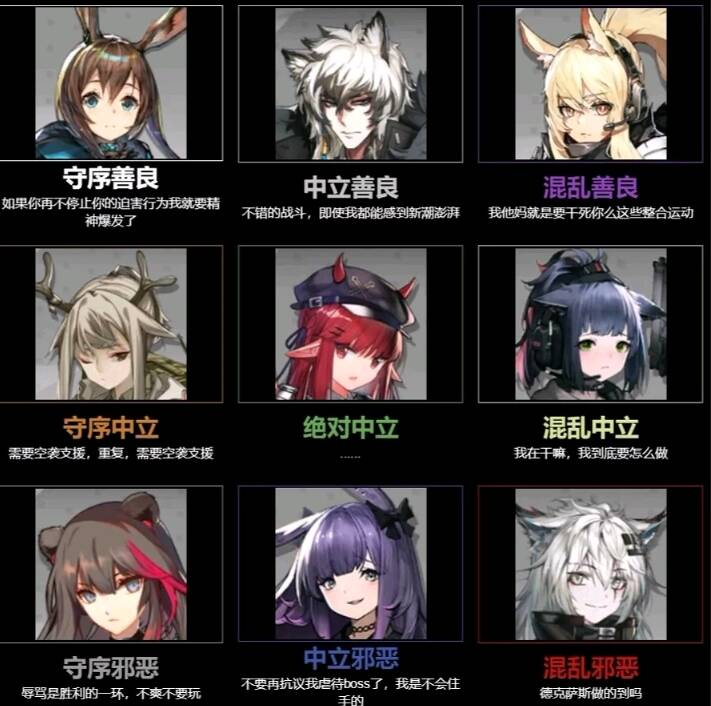 守序善良
如果你再不停止你的迫害行为我就要精
神爆发了
中立善良
不错的战斗，即使我都能感到新潮澎湃
混乱善良
我他妈就是要干死你么这些整合运动
守序中立
需要空袭支援，重复，需要空袭支援
绝对中立
......
混乱中立
我在干嘛，我到底要怎么做
守序邪恶
辱骂是胜利的一环，不爽不要玩
中立邪恶
不要再抗议我虐待boss了，我是不会住
手的
混乱邪恶
德克萨斯做的到吗